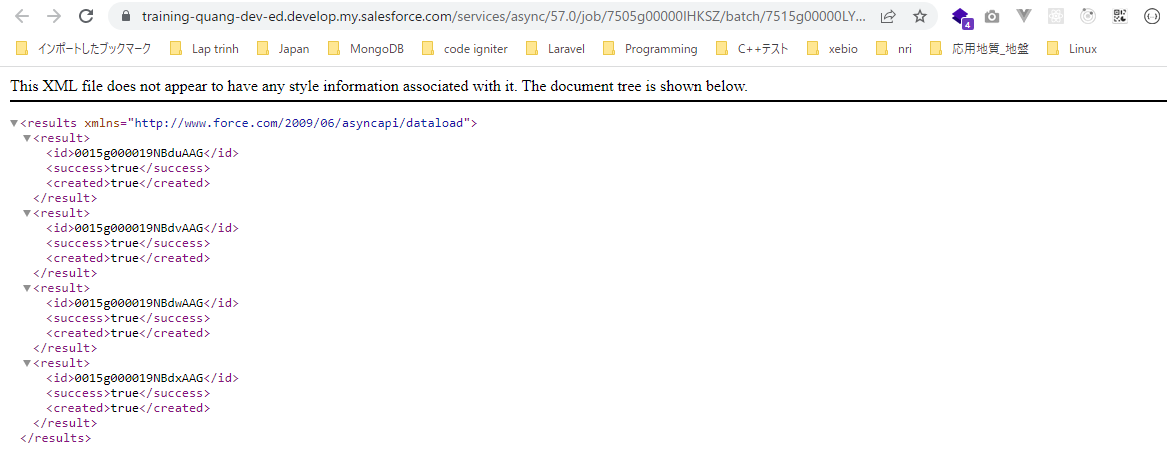 training-quang-dev-ed.develop.my.salesforce.com/services/async/57.0/job/7505g00000IHKSZ/batch/7515g00000LY...
4
インポートしたブックマーク Lap trinh Japan MongoDB code igniter Laravel Programming C++テスト xebio nri 応用地質_地盤 Linux
This XML file does not appear to have any style information associated with it. The document tree is shown below.
<results xmlns="http://www.force.com/2009/06/asyncapi/dataload">
<result>
<id>0015g000019NBduAAG</id>
<success>true</success>
<created>true</created>
</result>
<result>
<id>0015g000019NBdvAAG</id>
<success>true</success>
<created>true</created>
</result>
<result>
<id>0015g000019NBdwAAG</id>
<success>true</success>
<created>true</created>
</result>
<result>
<id>0015g000019NBdxAAG</id>
<success>true</success>
<created>true</created>
</result>
</results>